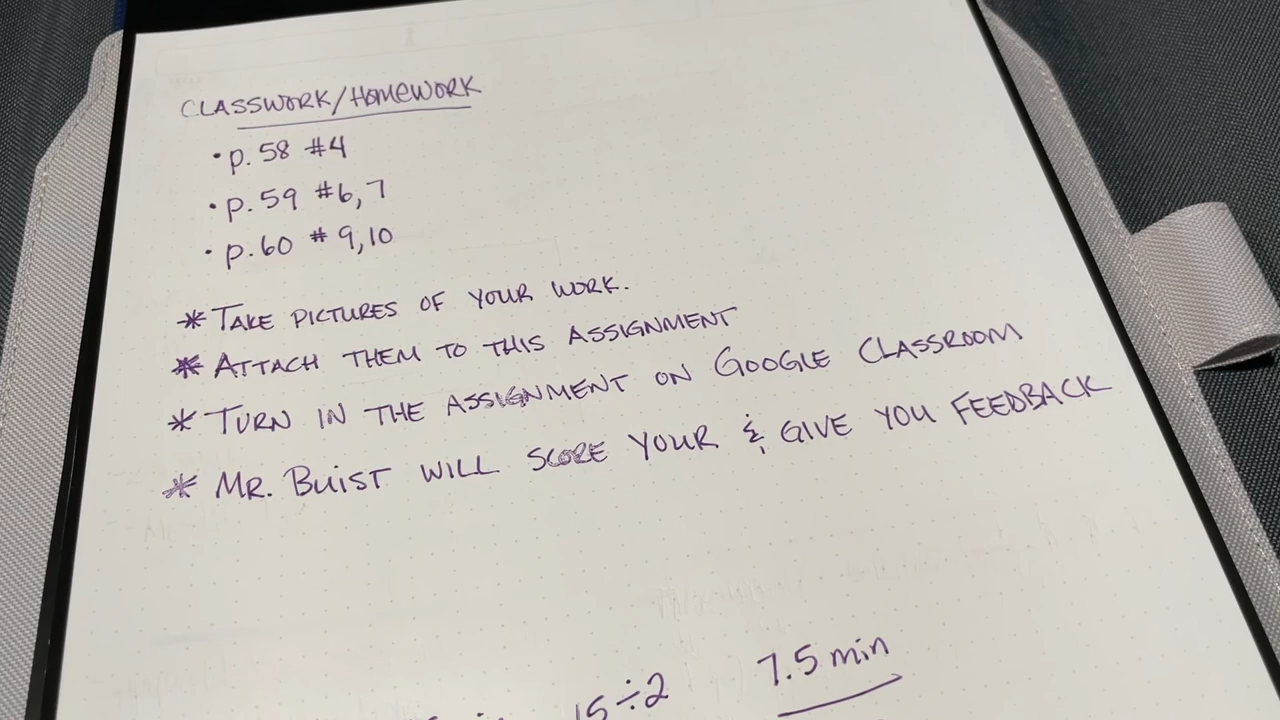 CLASSWORK/HOMEWORK
• p. 58 #4
• p. 59 #6, 7
• p. 60 # 9, 10
* TAKE PICTURES OF YOUR WORK.
* ATTACH THEM TO THIS ASSIGNMENT
* TURN IN THE ASSIGNMENT ON GOOGLE CLASSROOM
* MR. BUIST WILL SCORE YOUR & GIVE YOU FEEDBACK
15÷2 7.5 min